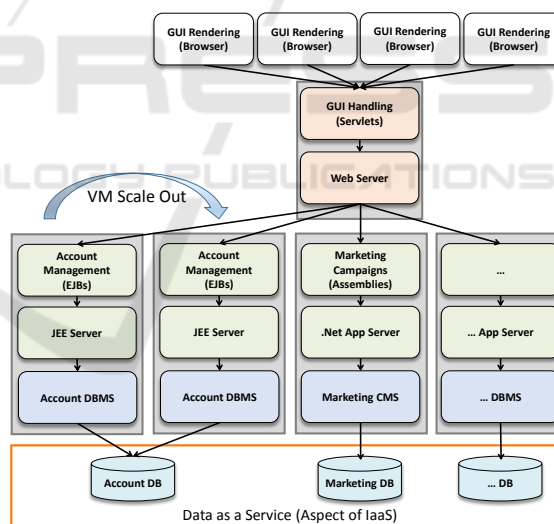 GUI Rendering
(Browser)
GUI Rendering
(Browser)
GUI Rendering
(Browser)
GUI Rendering
(Browser)
GUI Handling
(Servlets)
Web Server
VM Scale Out
Account
Management
(EJBs)
Account
Management
(EJBs)
Marketing
Campaigns
(Assemblies)
...
JEE Server
JEE Server
.Net App Server
... App Server
Account DBMS
Account DBMS
Marketing CMS
... DBMS
Account DB
Marketing DB
... DB
Data as a Service (Aspect of IaaS)